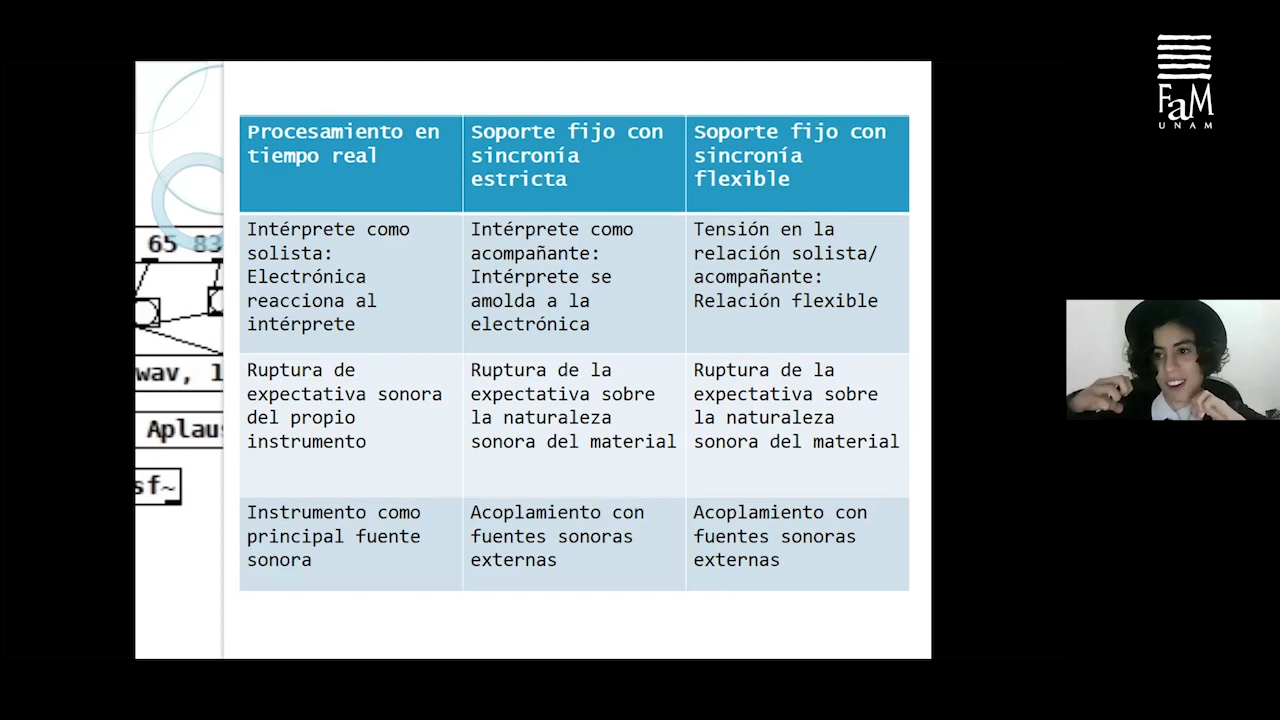 FaM
UNAM
Procesamiento en
tiempo real
Soporte fijo con
sincronía
estricta
Soporte fijo con
sincronía
flexible
Intérprete como
solista:
Electrónica
reacciona al
intérprete
Intérprete como
acompañante:
Intérprete se
amolda a la
electrónica
Tensión en la
relación solista/
acompañante:
Relación flexible
Ruptura de
expectativa sonora
del propio
instrumento
Ruptura de la
expectativa sobre
la naturaleza
sonora del material
Ruptura de la
expectativa sobre
la naturaleza
sonora del material
Instrumento como
principal fuente
sonora
Acoplamiento con
fuentes sonoras
externas
Acoplamiento con
fuentes sonoras
externas
65 83
wav, 1
Aplau
sf~